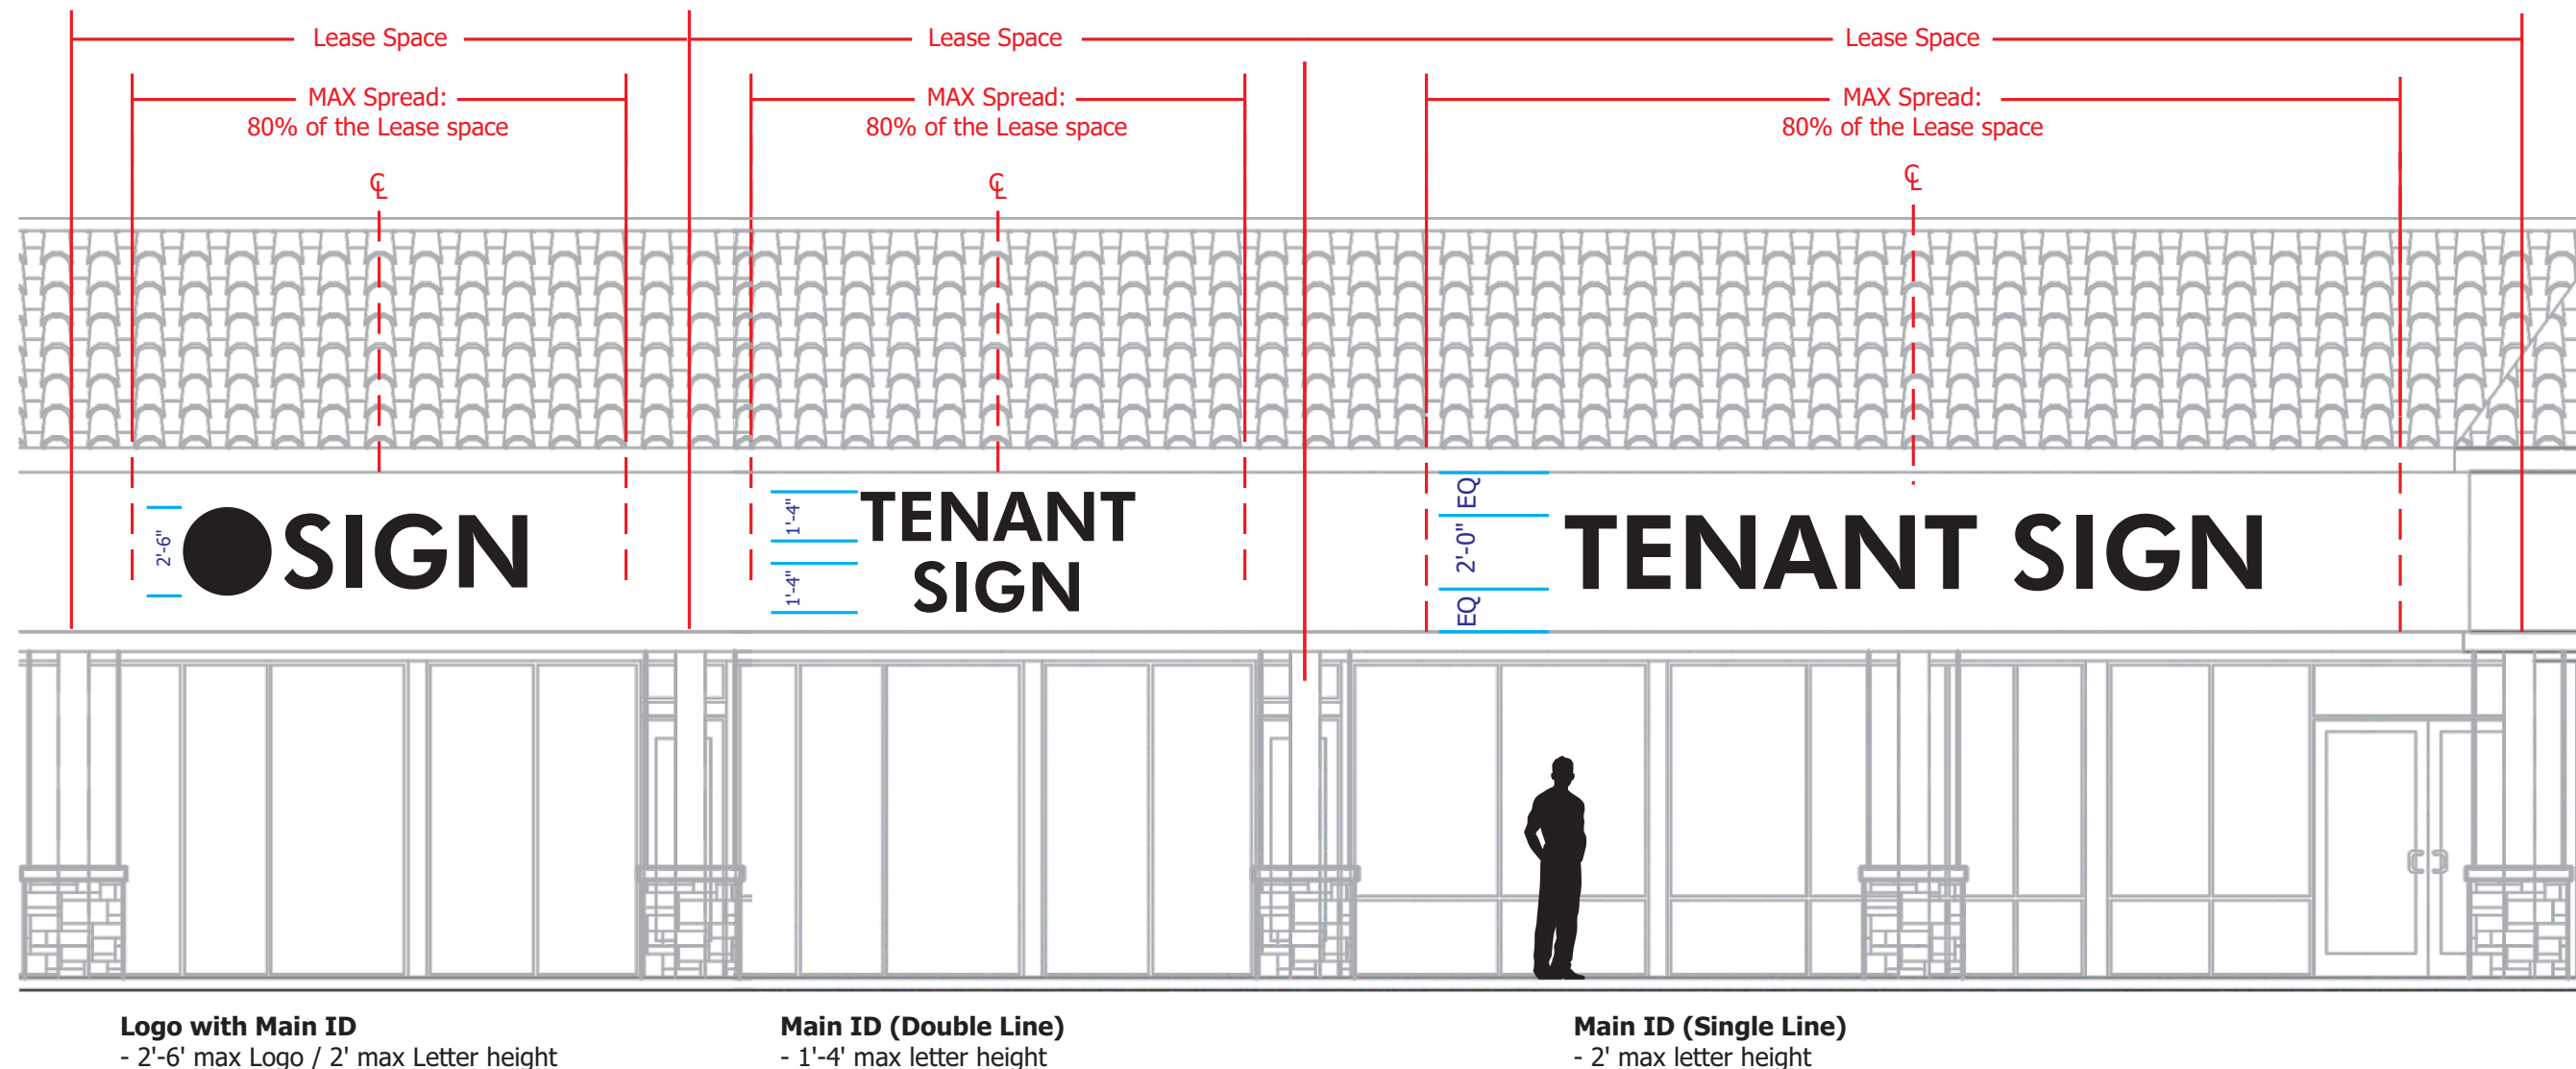 Lease Space
Lease Space
Lease Space
MAX Spread:
80% of the Lease space
MAX Spread:
80% of the Lease space
MAX Spread:
80% of the Lease space
℄
℄
℄
2'-6"
SIGN
1'-4"
1'-4"
TENANT
SIGN
EQ
2'-0"
EQ
TENANT SIGN
Logo with Main ID
- 2'-6' max Logo / 2' max Letter height
Main ID (Double Line)
- 1'-4' max letter height
Main ID (Single Line)
- 2' max letter height